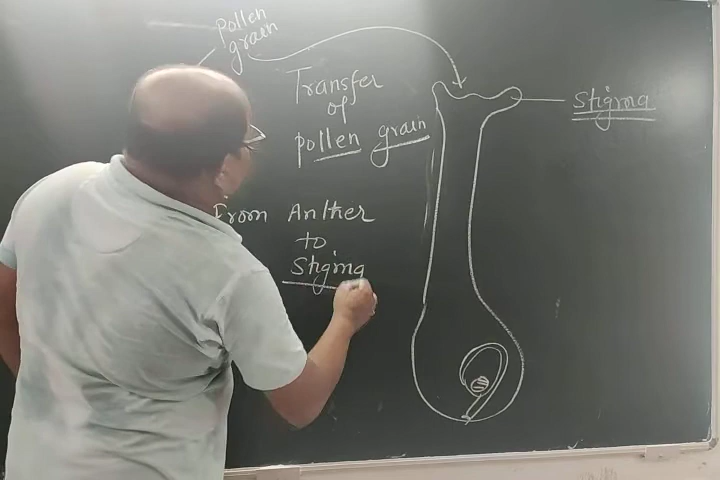 Pollen
grain
Transfer
of
pollen grain
From Anther
to
Stigma
Stigma